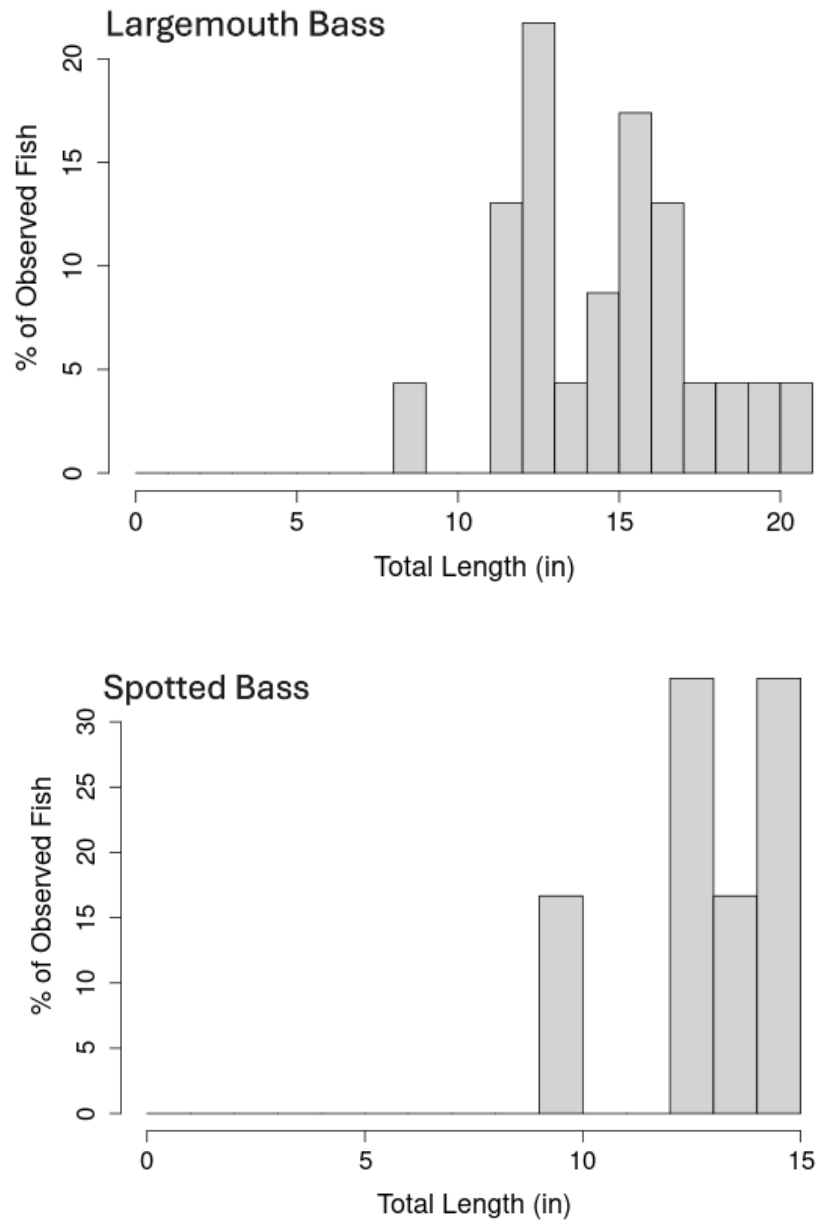 Largemouth Bass
% of Observed Fish
20
15
10
5
0
0 5 10 15 20
Total Length (in)
Spotted Bass
% of Observed Fish
30
25
20
15
10
5
0
0 5 10 15
Total Length (in)